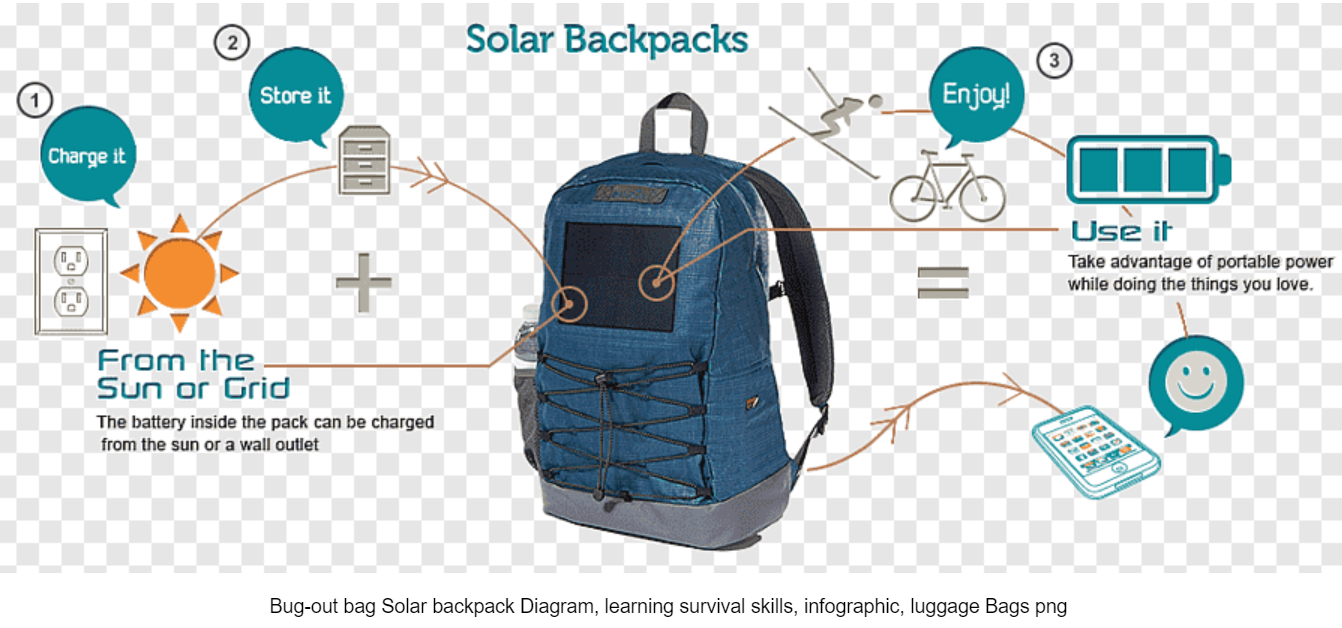 Solar Backpacks
1
Charge it
2
Store it
3
Enjoy!
From the
Sun or Grid
The battery inside the pack can be charged
from the sun or a wall outlet
Use it
Take advantage of portable power
while doing the things you love.
Bug-out bag Solar backpack Diagram, learning survival skills, infographic, luggage Bags png